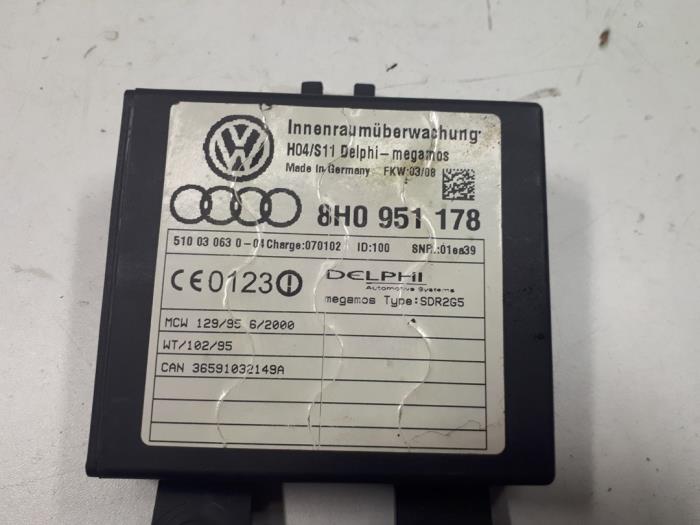 Innenraumüberwachung
H04/S11 Delphi-megamos
Made in Germany FKW:03/08
8H0 951 178
510 03 063 0 -04 Charge:070102 ID:100 SNR.:01ea39
CE0123
DELPHI
Automotive Systems
megamos Type:SDR2G5
MCW 129/95 6/2000
WT/102/95
CAN 36591032149A